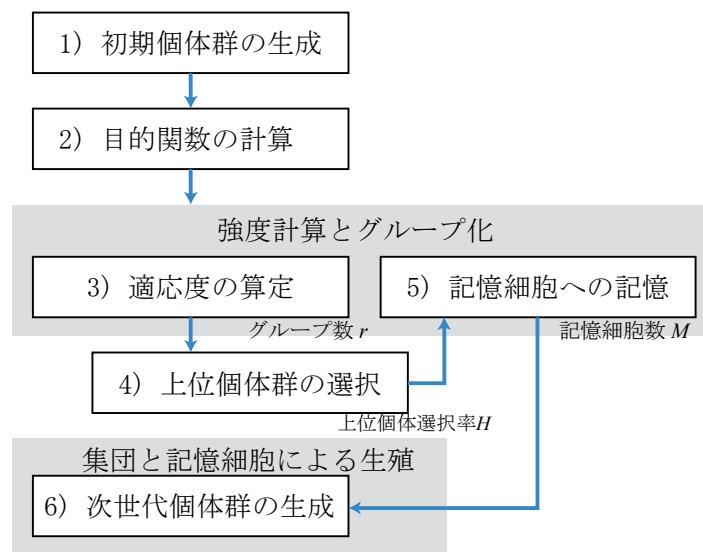 1) 初期個体群の生成
2) 目的関数の計算
強度計算とグループ化
3) 適応度の算定
5) 記憶細胞への記憶
グループ数 r
記憶細胞数 M
4) 上位個体群の選択
上位個体選択率H
集団と記憶細胞による生殖
6) 次世代個体群の生成